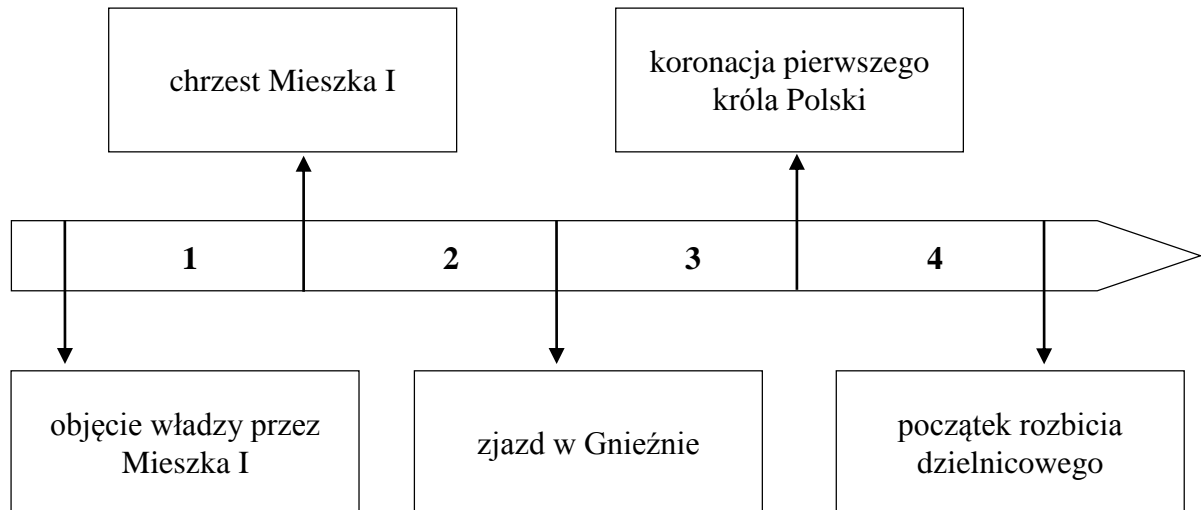 chrzest Mieszka I
koronacja pierwszego
króla Polski
1
2
3
4
objęcie władzy przez
Mieszka I
zjazd w Gnieźnie
początek rozbicia
dzielnicowego